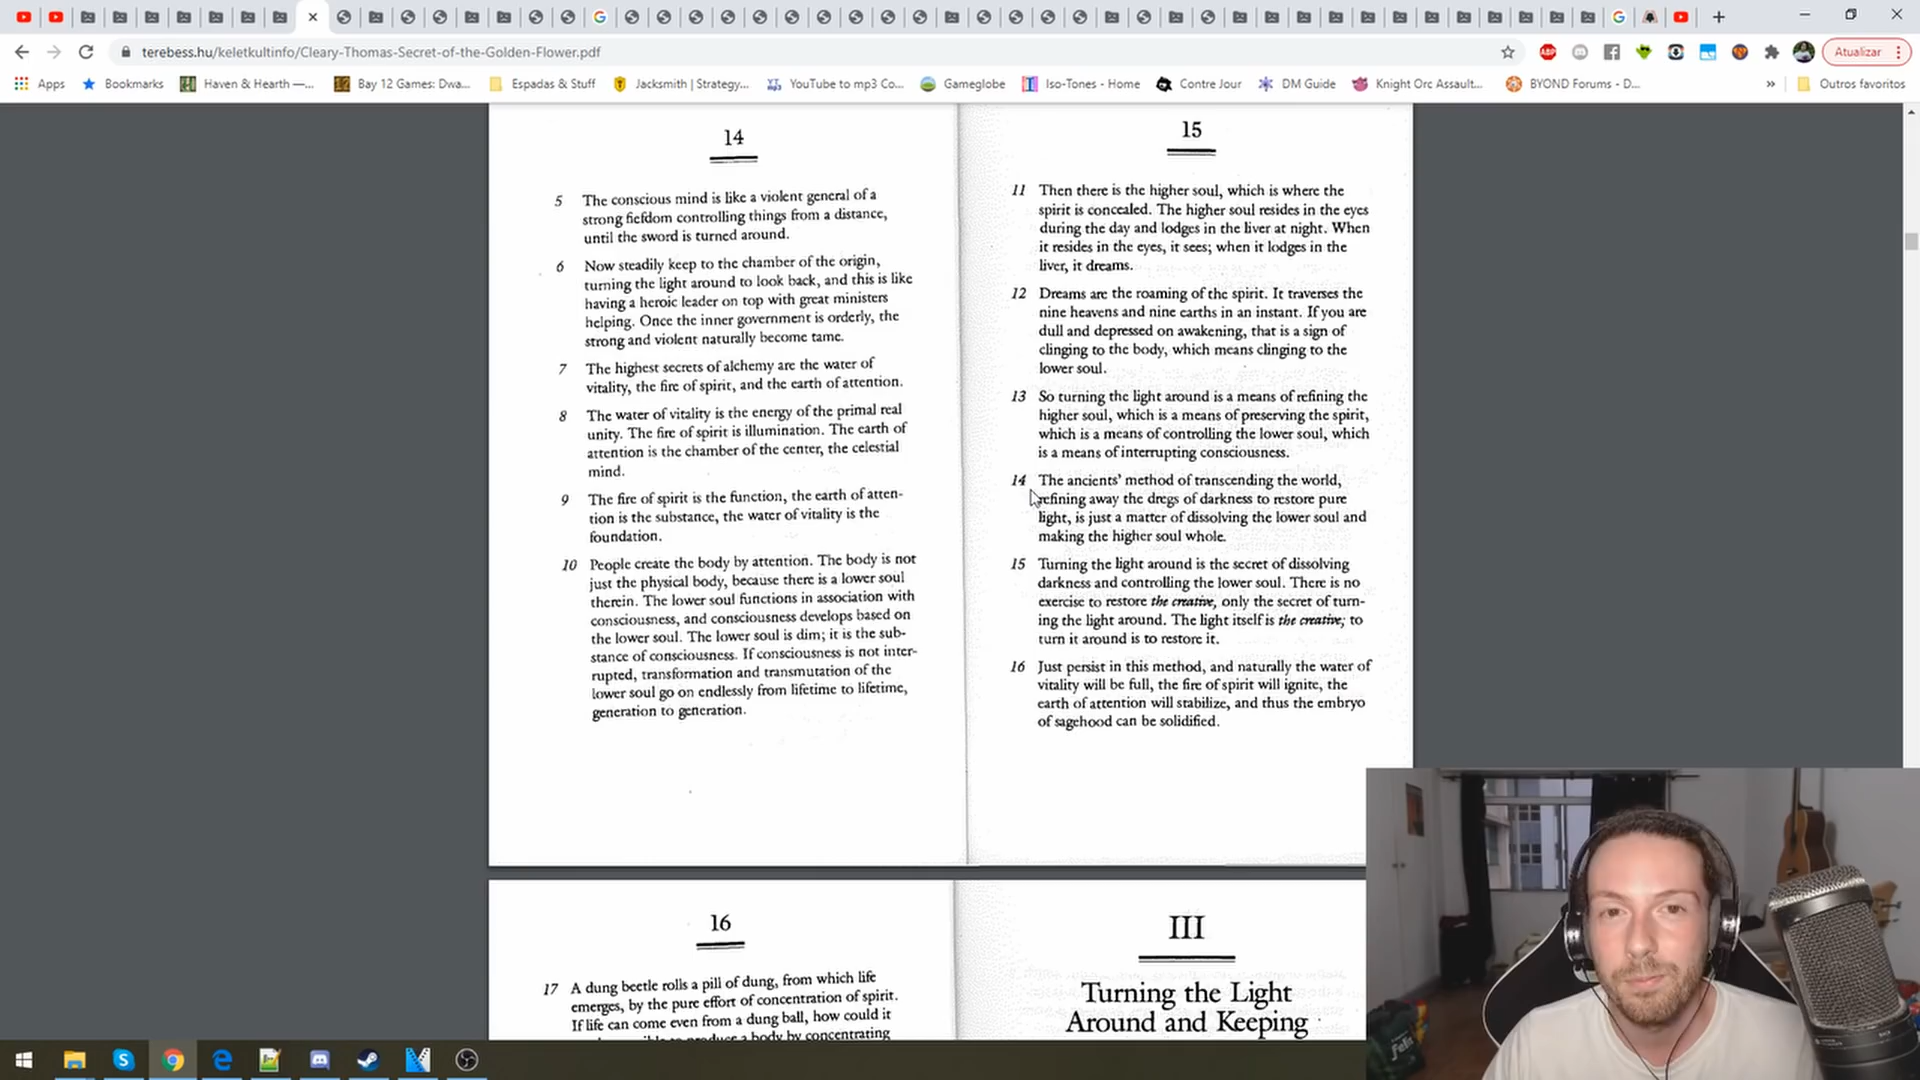 terebess.hu/keletkultinfo/Cleary-Thomas-Secret-of-the-Golden-Flower.pdf
Atualizar
Apps
Bookmarks
Haven & Hearth —...
Bay 12 Games: Dwa...
Espadas & Stuff
Jacksmith | Strategy...
YouTube to mp3 Co...
Gameglobe
Iso-Tones - Home
Contre Jour
DM Guide
Knight Orc Assault...
BYOND Forums - D...
»
Outros favoritos
14
5 The conscious mind is like a violent general of a
strong fiefdom controlling things from a distance,
until the sword is turned around.
6 Now steadily keep to the chamber of the origin,
turning the light around to look back, and this is like
having a heroic leader on top with great ministers
helping. Once the inner government is orderly, the
strong and violent naturally become tame.
7 The highest secrets of alchemy are the water of
vitality, the fire of spirit, and the earth of attention.
8 The water of vitality is the energy of the primal real
unity. The fire of spirit is illumination. The earth of
attention is the chamber of the center, the celestial
mind.
9 The fire of spirit is the function, the earth of atten-
tion is the substance, the water of vitality is the
foundation.
10 People create the body by attention. The body is not
just the physical body, because there is a lower soul
therein. The lower soul functions in association with
consciousness, and consciousness develops based on
the lower soul. The lower soul is dim; it is the sub-
stance of consciousness. If consciousness is not inter-
rupted, transformation and transmutation of the
lower soul go on endlessly from lifetime to lifetime,
generation to generation.
15
11 Then there is the higher soul, which is where the
spirit is concealed. The higher soul resides in the eyes
during the day and lodges in the liver at night. When
it resides in the eyes, it sees; when it lodges in the
liver, it dreams.
12 Dreams are the roaming of the spirit. It traverses the
nine heavens and nine earths in an instant. If you are
dull and depressed on awakening, that is a sign of
clinging to the body, which means clinging to the
lower soul.
13 So turning the light around is a means of refining the
higher soul, which is a means of preserving the spirit,
which is a means of controlling the lower soul, which
is a means of interrupting consciousness.
14 The ancients' method of transcending the world,
refining away the dregs of darkness to restore pure
light, is just a matter of dissolving the lower soul and
making the higher soul whole.
15 Turning the light around is the secret of dissolving
darkness and controlling the lower soul. There is no
exercise to restore the creative, only the secret of turn-
ing the light around. The light itself is the creative; to
turn it around is to restore it.
16 Just persist in this method, and naturally the water of
vitality will be full, the fire of spirit will ignite, the
earth of attention will stabilize, and thus the embryo
of sagehood can be solidified.
16
17 A dung beetle rolls a pill of dung, from which life
emerges, by the pure effort of concentration of spirit.
If life can come even from a dung ball, how could it
produce a body by concentrating
III
Turning the Light
Around and Keeping